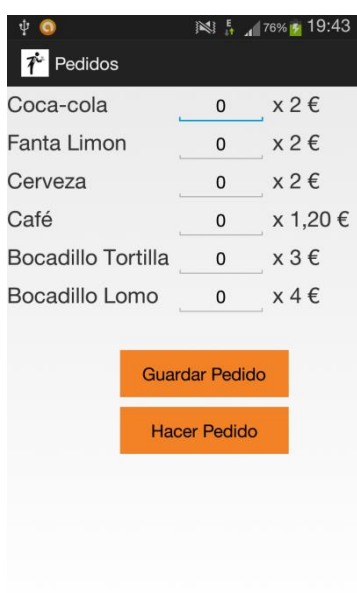 E 76% 19:43
Pedidos
Coca-cola 0 x 2 €
Fanta Limon 0 x 2 €
Cerveza 0 x 2 €
Café 0 x 1,20 €
Bocadillo Tortilla 0 x 3 €
Bocadillo Lomo 0 x 4 €
Guardar Pedido
Hacer Pedido